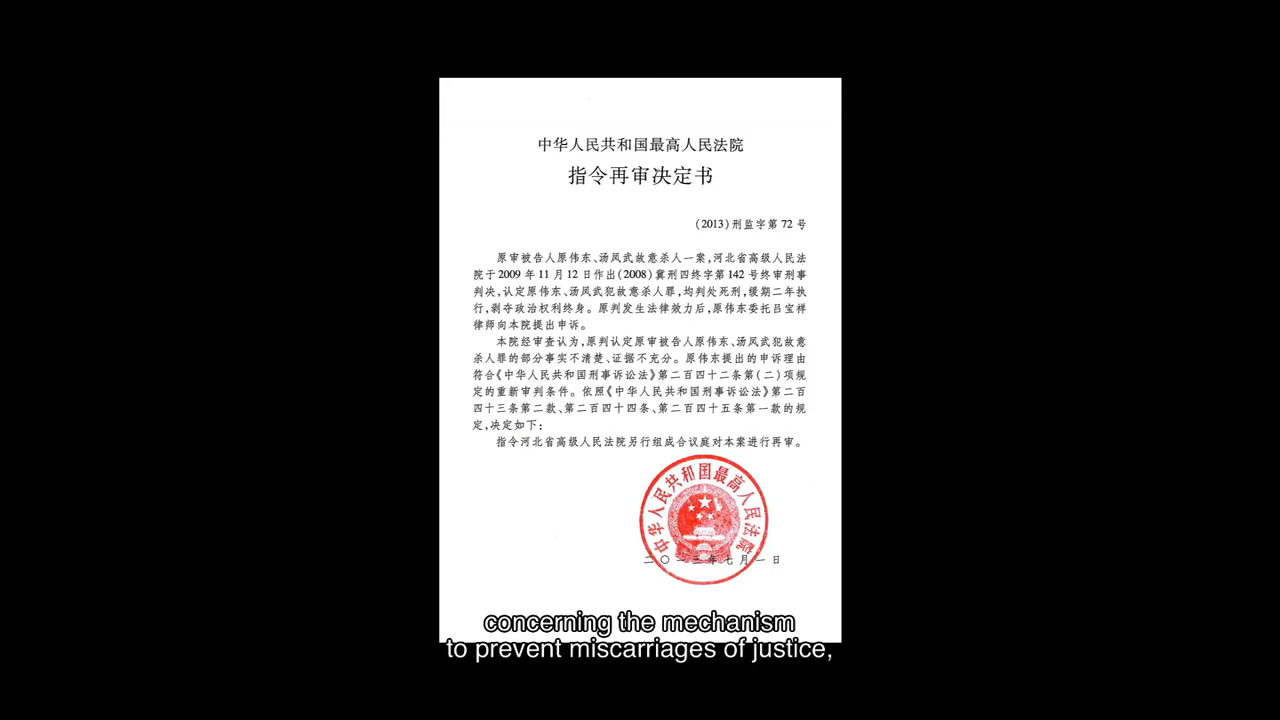 中华人民共和国最高人民法院
指令再审决定书
(2013)刑监字第72号
原审被告人原伟东、汤凤武故意杀人一案,河北省高级人民法
院于2009年11月12日作出(2008)冀刑四终字第142号终审刑事
判决,认定原伟东、汤凤武犯故意杀人罪,均判处死刑,缓期二年执
行,剥夺政治权利终身。原判发生法律效力后,原伟东委托吕宝祥
律师向本院提出申诉。
本院经审查认为,原判认定原审被告人原伟东、汤凤武犯故意
杀人罪的部分事实不清楚、证据不充分。原伟东提出的申诉理由
符合《中华人民共和国刑事诉讼法》第二百四十二条第(二)项规
定的重新审判条件。依照《中华人民共和国刑事诉讼法》第二百
四十三条第二款、第二百四十四条、第二百四十五条第一款的规
定,决定如下:
指令河北省高级人民法院另行组成合议庭对本案进行再审。
中华人民共和国最高人民法院
二〇一三年七月一日
concerning the mechanism
to prevent miscarriages of justice,